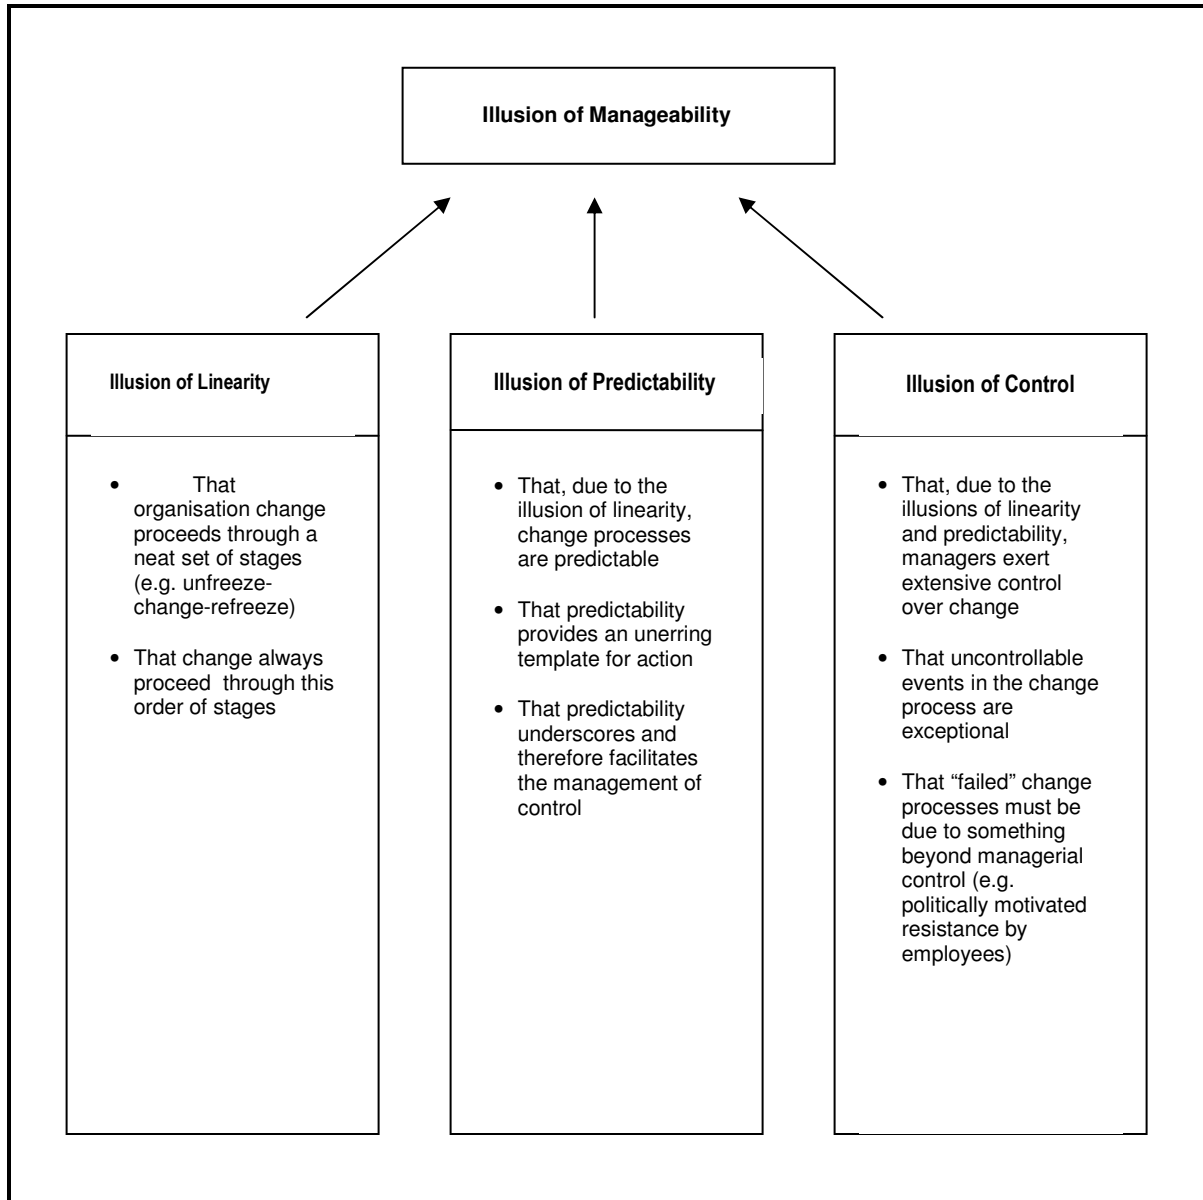 Illusion of Manageability
Illusion of Linearity
• That
organisation change
proceeds through a
neat set of stages
(e.g. unfreeze-
change-refreeze)
• That change always
proceed through this
order of stages
Illusion of Predictability
• That, due to the
illusion of linearity,
change processes
are predictable
• That predictability
provides an unerring
template for action
• That predictability
underscores and
therefore facilitates
the management of
control
Illusion of Control
• That, due to the
illusions of linearity
and predictability,
managers exert
extensive control
over change
• That uncontrollable
events in the change
process are
exceptional
• That “failed” change
processes must be
due to something
beyond managerial
control (e.g.
politically motivated
resistance by
employees)